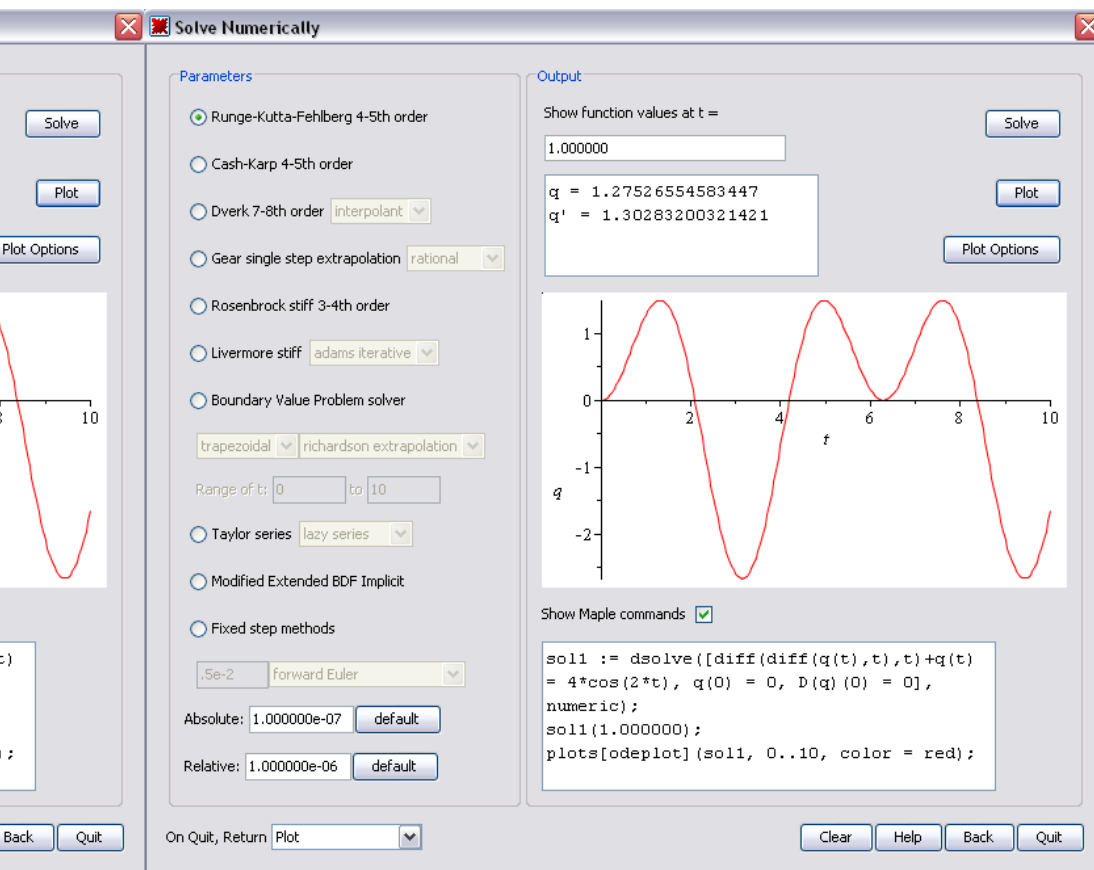 Solve
Plot
Plot Options
8
10
t)
);
Back
Quit
Solve Numerically
Parameters
Runge-Kutta-Fehlberg 4-5th order
Cash-Karp 4-5th order
Dverk 7-8th order interpolant
Gear single step extrapolation rational
Rosenbrock stiff 3-4th order
Livermore stiff adams iterative
Boundary Value Problem solver
trapezoidal richardson extrapolation
Range of t: 0 to 10
Taylor series lazy series
Modified Extended BDF Implicit
Fixed step methods
.5e-2 forward Euler
Absolute: 1.000000e-07 default
Relative: 1.000000e-06 default
On Quit, Return Plot
Output
Show function values at t =
Solve
1.000000
q = 1.27526554583447
q' = 1.30283200321421
Plot
Plot Options
1
0
2
4
6
8
10
t
-1
q
-2
Show Maple commands
sol1 := dsolve([diff(diff(q(t),t),t)+q(t)
= 4*cos(2*t), q(0) = 0, D(q)(0) = 0],
numeric);
sol1(1.000000);
plots[odeplot](sol1, 0..10, color = red);
Clear
Help
Back
Quit